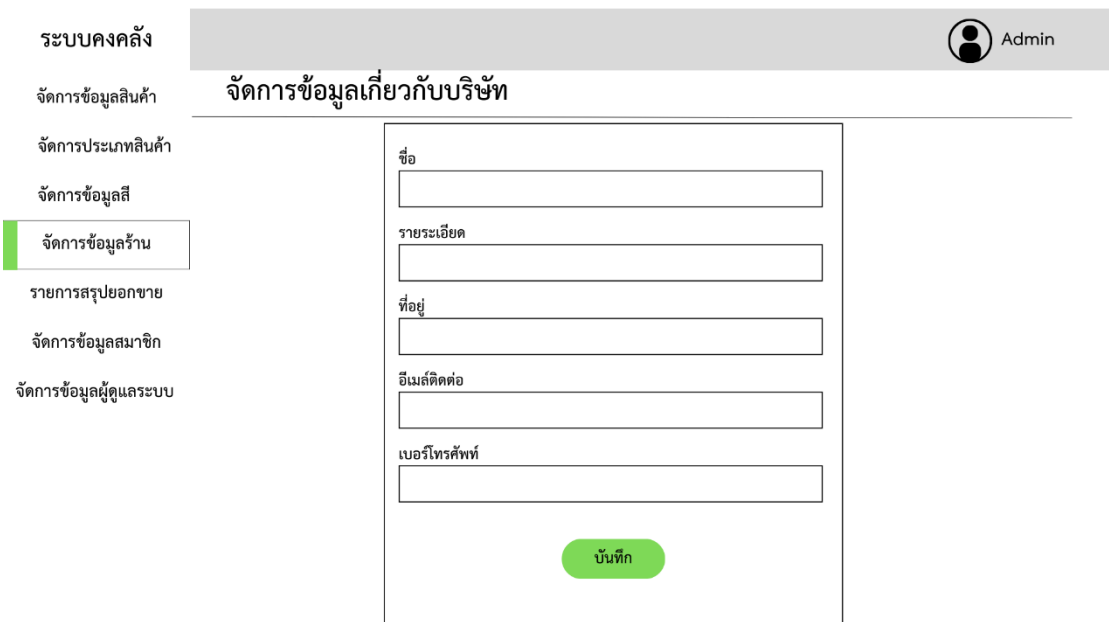 ระบบคงคลัง
Admin
จัดการข้อมูลสินค้า
จัดการประเภทสินค้า
จัดการข้อมูลสี
จัดการข้อมูลร้าน
รายการสรุปยอกขาย
จัดการข้อมูลสมาชิก
จัดการข้อมูลผู้ดูแลระบบ
จัดการข้อมูลเกี่ยวกับบริษัท
ชื่อ
รายระเอียด
ที่อยู่
อีเมล์ติดต่อ
เบอร์โทรศัพท์
บันทึก